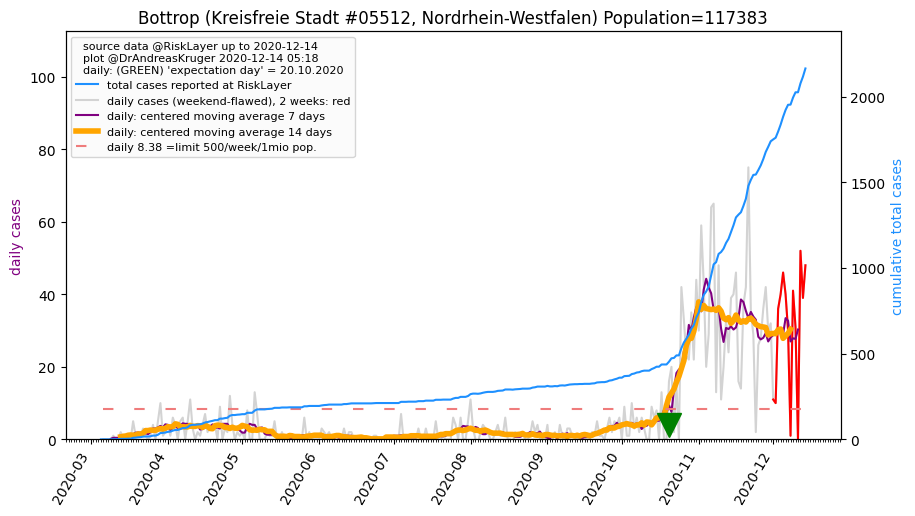 Bottrop (Kreisfreie Stadt #05512, Nordrhein-Westfalen) Population=117383
source data @RiskLayer up to 2020-12-14
plot @DrAndreasKruger 2020-12-14 05:18
daily: (GREEN) 'expectation day' = 20.10.2020
total cases reported at RiskLayer
daily cases (weekend-flawed), 2 weeks: red
daily: centered moving average 7 days
daily: centered moving average 14 days
daily 8.38 =limit 500/week/1mio pop.
daily cases
100
80
60
40
20
0
cumulative total cases
2000
1500
1000
500
0
2020-03
2020-04
2020-05
2020-06
2020-07
2020-08
2020-09
2020-10
2020-11
2020-12